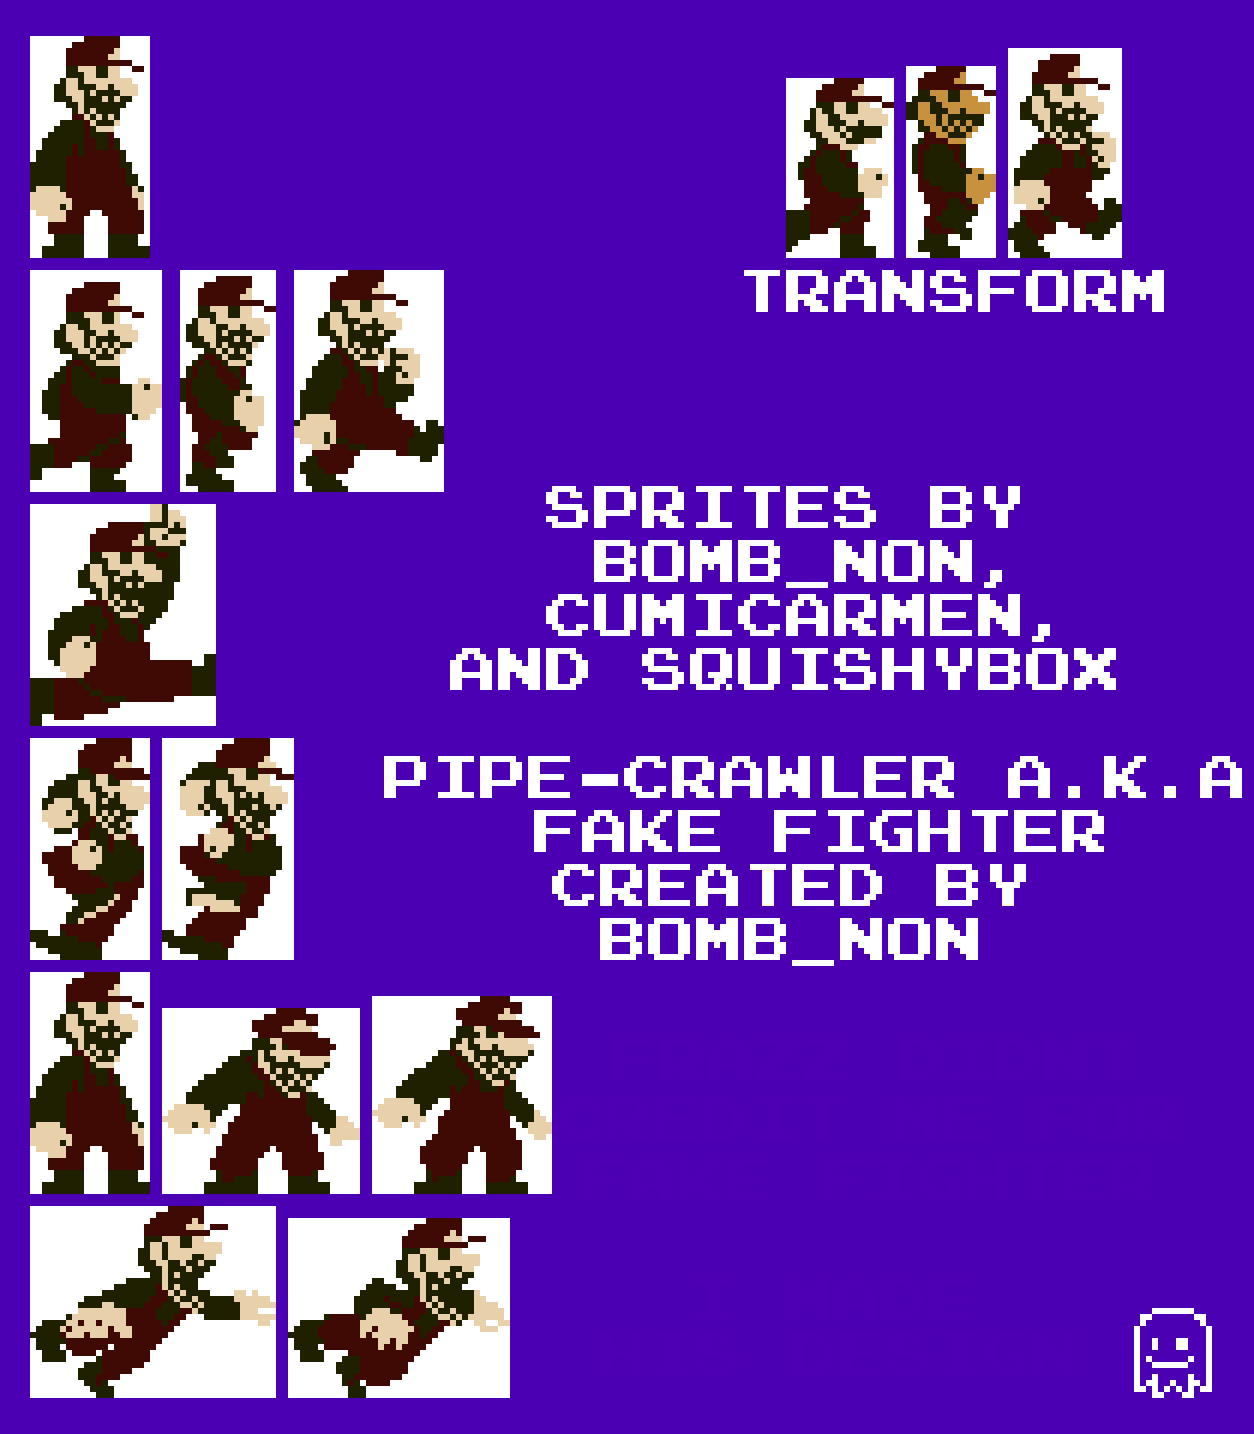 TRANSFORM
SPRITES BY
BOMB_NON,
CUMICARMEN,
AND SQUISHYBOX
PIPE-CRAWLER A.K.A
FAKE FIGHTER
CREATED BY
BOMB_NON